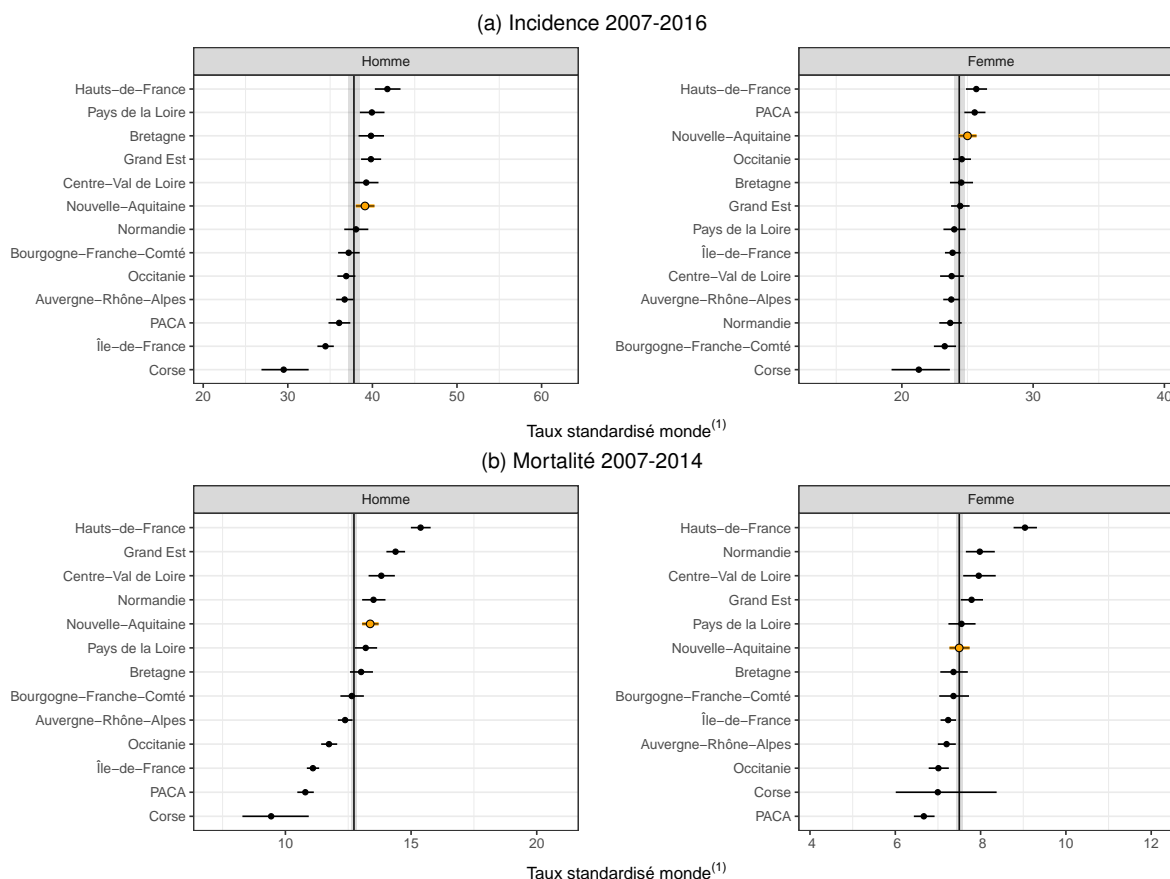 (a) Incidence 2007-2016
Homme
Hauts−de−France
Pays de la Loire
Bretagne
Grand Est
Centre−Val de Loire
Nouvelle−Aquitaine
Normandie
Bourgogne−Franche−Comté
Occitanie
Auvergne−Rhône−Alpes
PACA
Île−de−France
Corse
20 30 40 50 60
Femme
Hauts−de−France
PACA
Nouvelle−Aquitaine
Occitanie
Bretagne
Grand Est
Pays de la Loire
Île−de−France
Centre−Val de Loire
Auvergne−Rhône−Alpes
Normandie
Bourgogne−Franche−Comté
Corse
20 30 40
Taux standardisé monde(1)
(b) Mortalité 2007-2014
Homme
Hauts−de−France
Grand Est
Centre−Val de Loire
Normandie
Nouvelle−Aquitaine
Pays de la Loire
Bretagne
Bourgogne−Franche−Comté
Auvergne−Rhône−Alpes
Occitanie
Île−de−France
PACA
Corse
10 15 20
Femme
Hauts−de−France
Normandie
Centre−Val de Loire
Grand Est
Pays de la Loire
Nouvelle−Aquitaine
Bretagne
Bourgogne−Franche−Comté
Île−de−France
Auvergne−Rhône−Alpes
Occitanie
Corse
PACA
4 6 8 10 12
Taux standardisé monde(1)